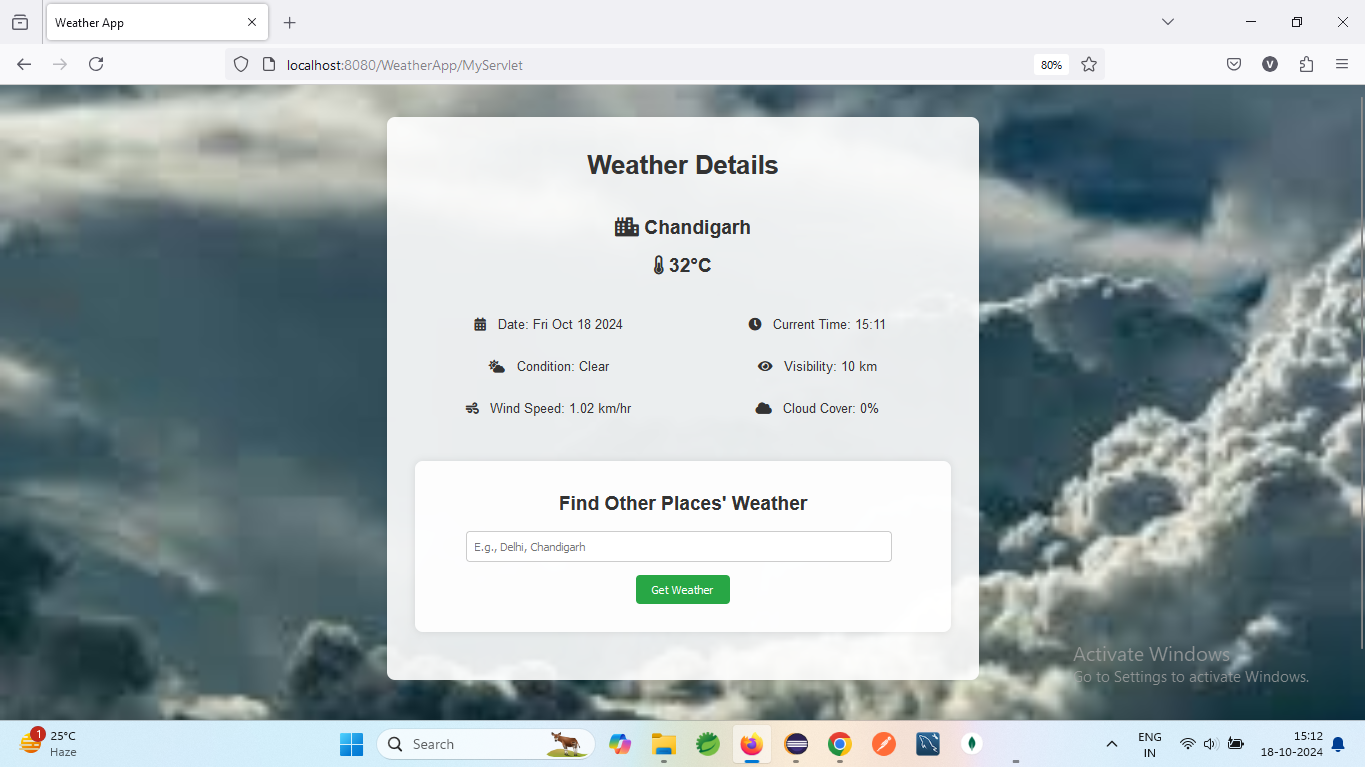 Weather App
localhost:8080/WeatherApp/MyServlet
80%
V
Weather Details
Chandigarh
32°C
Date: Fri Oct 18 2024
Current Time: 15:11
Condition: Clear
Visibility: 10 km
Wind Speed: 1.02 km/hr
Cloud Cover: 0%
Find Other Places' Weather
E.g., Delhi, Chandigarh
Get Weather
Activate Windows
Go to Settings to activate Windows.
1
25°C
Haze
Search
ENG
IN
15:12
18-10-2024